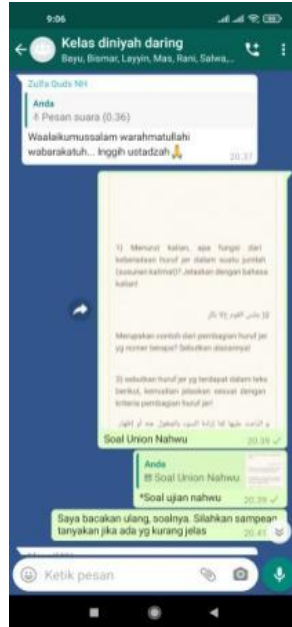 9:06
Kelas diniyah daring
Bayu, Bismar, Layyin, Mas, Rani, Salwa,...
Zulfa Quds NH
Anda
Pesan suara (0.36)
Waalaikumussalam warahmatullahi
wabarakatuh... Inggih ustadzah🙏
20.37
1) Menurut kalian, apa fungsi dari
keberadaan huruf jer dalam suatu jumlah
(susunan kalimat)? Jelaskan dengan bahasa
kalian!
Merupakan contoh dari pembagian huruf jer
yg nomer berapa? Sebutkan alasannya!
3) sebutkan huruf jer yg terdapat dalam teks
berikut, kemudian jelaskan sesuai dengan
kriteria pembagian huruf jer!
Soal Union Nahwu
20.39
Anda
Soal Union Nahwu
*Soal ujian nahwu
20.39
Saya bacakan ulang, soalnya. Silahkan sampean
tanyakan jika ada yg kurang jelas
20.41
Ketik pesan